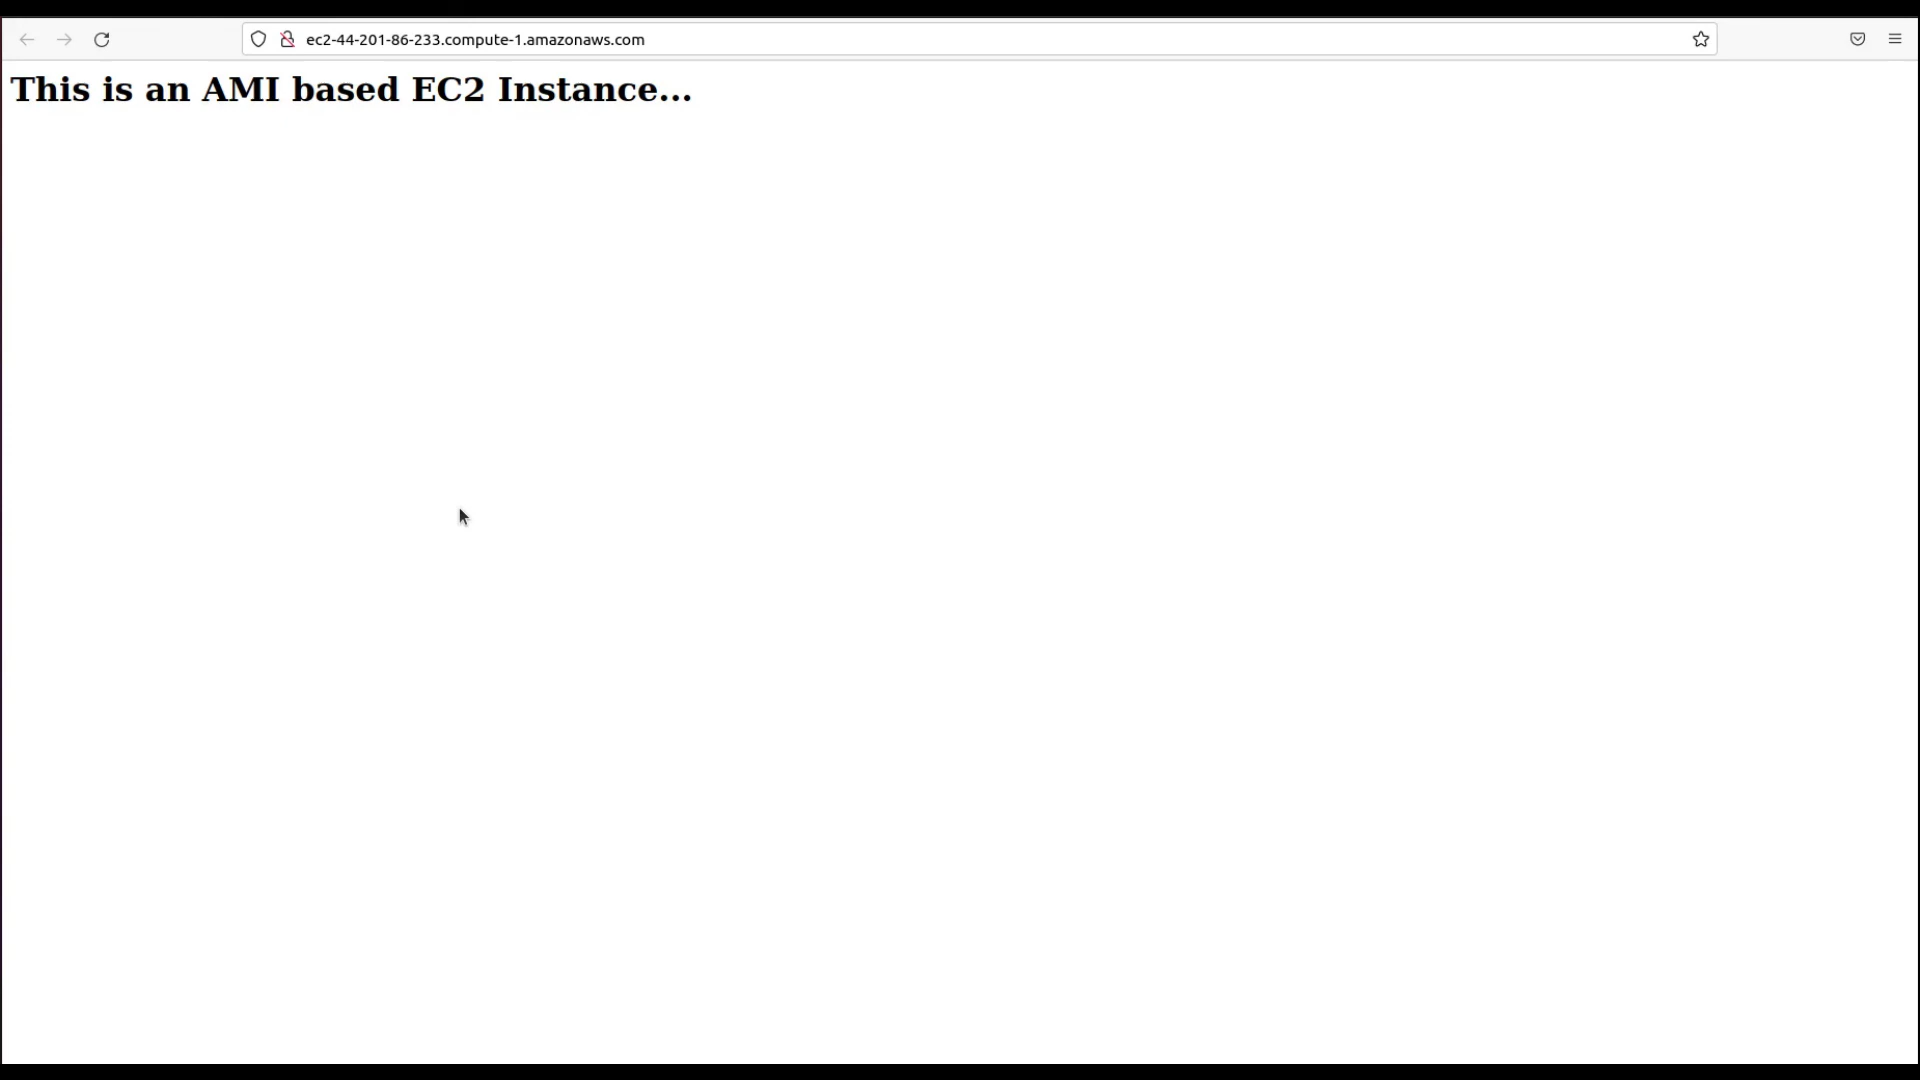 ec2-44-201-86-233.compute-1.amazonaws.com
This is an AMI based EC2 Instance...